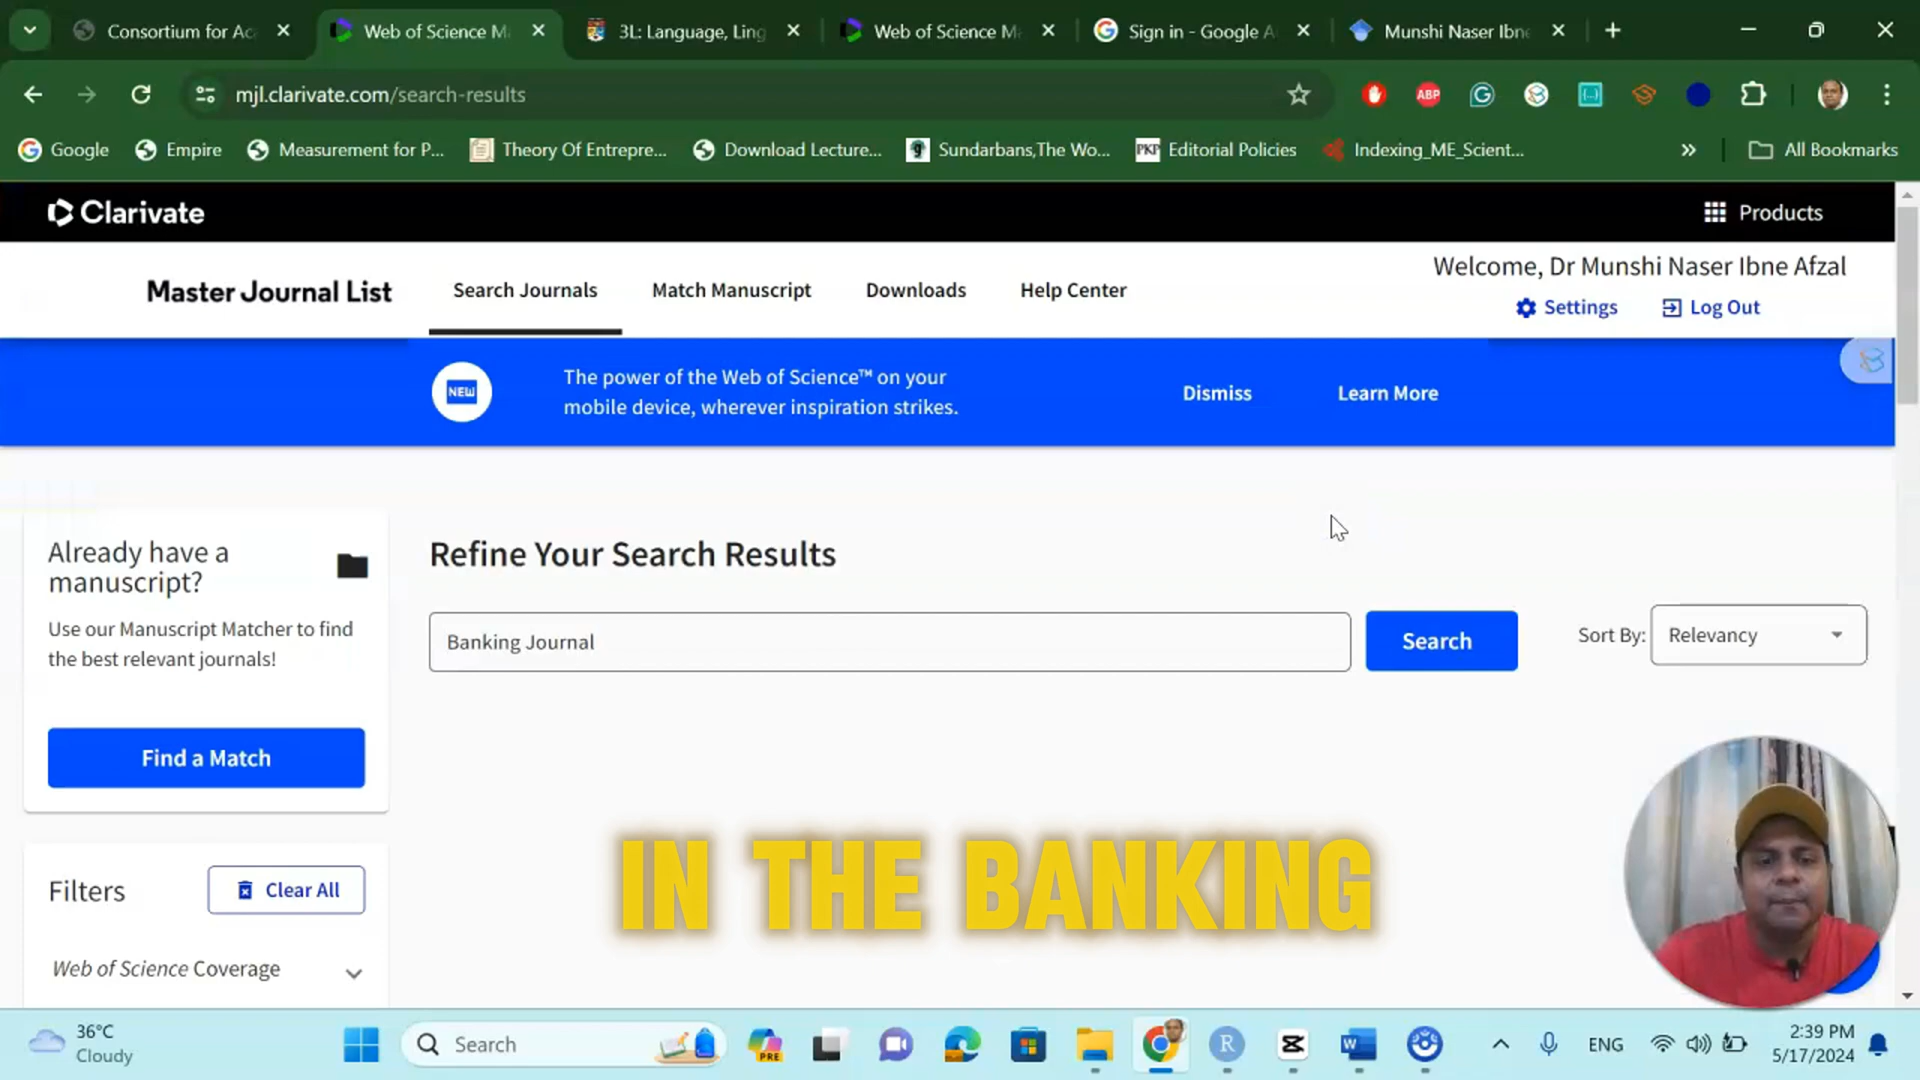 Consortium for Ac
Web of Science M
3L: Language, Ling
Web of Science M
Sign in - Google A
Munshi Naser Ibn
mjl.clarivate.com/search-results
ABP
Google
Empire
Measurement for P...
Theory Of Entrepre...
Download Lecture...
Sundarbans,The Wo...
PKP
Editorial Policies
Indexing_ME_Scient...
All Bookmarks
Clarivate
Products
Master Journal List
Search Journals
Match Manuscript
Downloads
Help Center
Welcome, Dr Munshi Naser Ibne Afzal
Settings
Log Out
NEW
The power of the Web of Science™ on your
mobile device, wherever inspiration strikes.
Dismiss
Learn More
Already have a
manuscript?
Use our Manuscript Matcher to find
the best relevant journals!
Find a Match
Refine Your Search Results
Banking Journal
Search
Sort By:
Relevancy
Filters
Clear All
Web of Science Coverage
IN THE BANKING
36°C
Cloudy
Search
PRE
ENG
2:39 PM
5/17/2024